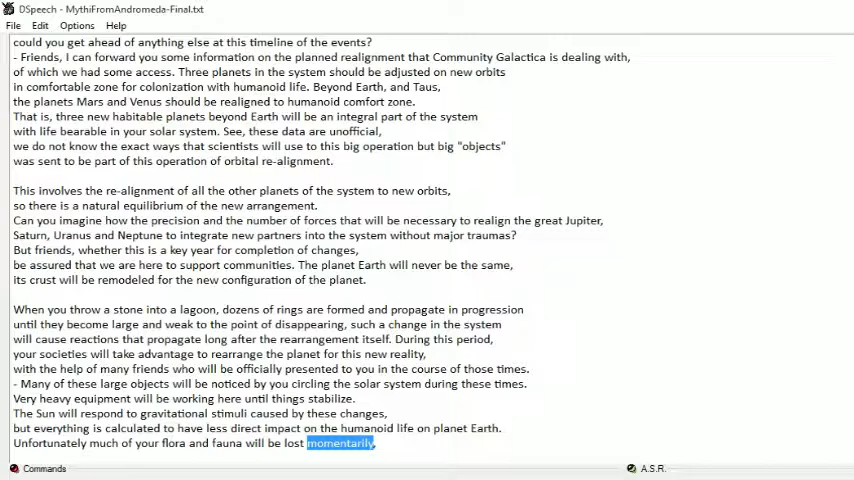 DSpeech - MythiFromAndromeda-Final.txt
File Edit Options Help
could you get ahead of anything else at this timeline of the events?
- Friends, I can forward you some information on the planned realignment that Community Galactica is dealing with,
of which we had some access. Three planets in the system should be adjusted on new orbits
in comfortable zone for colonization with humanoid life. Beyond Earth, and Taus,
the planets Mars and Venus should be realigned to humanoid comfort zone.
That is, three new habitable planets beyond Earth will be an integral part of the system
with life bearable in your solar system. See, these data are unofficial,
we do not know the exact ways that scientists will use to this big operation but big "objects"
was sent to be part of this operation of orbital re-alignment.
This involves the re-alignment of all the other planets of the system to new orbits,
so there is a natural equilibrium of the new arrangement.
Can you imagine how the precision and the number of forces that will be necessary to realign the great Jupiter,
Saturn, Uranus and Neptune to integrate new partners into the system without major traumas?
But friends, whether this is a key year for completion of changes,
be assured that we are here to support communities. The planet Earth will never be the same,
its crust will be remodeled for the new configuration of the planet.
When you throw a stone into a lagoon, dozens of rings are formed and propagate in progression
until they become large and weak to the point of disappearing, such a change in the system
will cause reactions that propagate long after the rearrangement itself. During this period,
your societies will take advantage to rearrange the planet for this new reality,
with the help of many friends who will be officially presented to you in the course of those times.
- Many of these large objects will be noticed by you circling the solar system during these times.
Very heavy equipment will be working here until things stabilize.
The Sun will respond to gravitational stimuli caused by these changes,
but everything is calculated to have less direct impact on the humanoid life on planet Earth.
Unfortunately much of your flora and fauna will be lost momentarily.
Commands A.S.R.